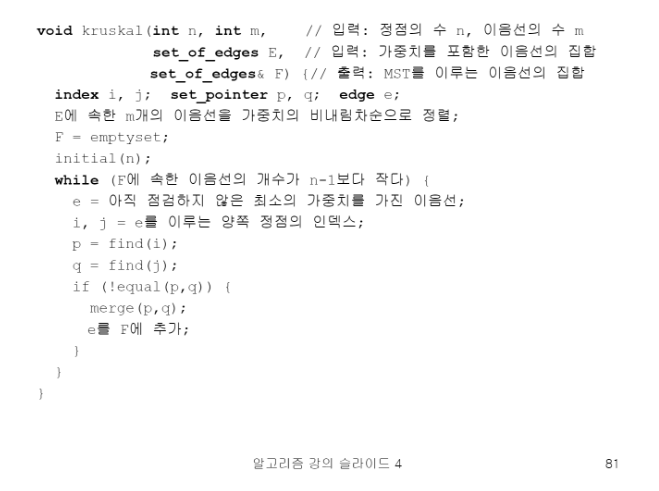 void kruskal(int n, int m,    // 입력: 정점의 수 n, 이음선의 수 m
             set_of_edges E,  // 입력: 가중치를 포함한 이음선의 집합
             set_of_edges& F) {// 출력: MST를 이루는 이음선의 집합
  index i, j;  set_pointer p, q;  edge e;
  E에 속한 m개의 이음선을 가중치의 비내림차순으로 정렬;
  F = emptyset;
  initial(n);
  while (F에 속한 이음선의 개수가 n-1보다 작다) {
    e = 아직 점검하지 않은 최소의 가중치를 가진 이음선;
    i, j = e를 이루는 양쪽 정점의 인덱스;
    p = find(i);
    q = find(j);
    if (!equal(p,q)) {
      merge(p,q);
      e를 F에 추가;
    }
  }
}
알고리즘 강의 슬라이드 4 81